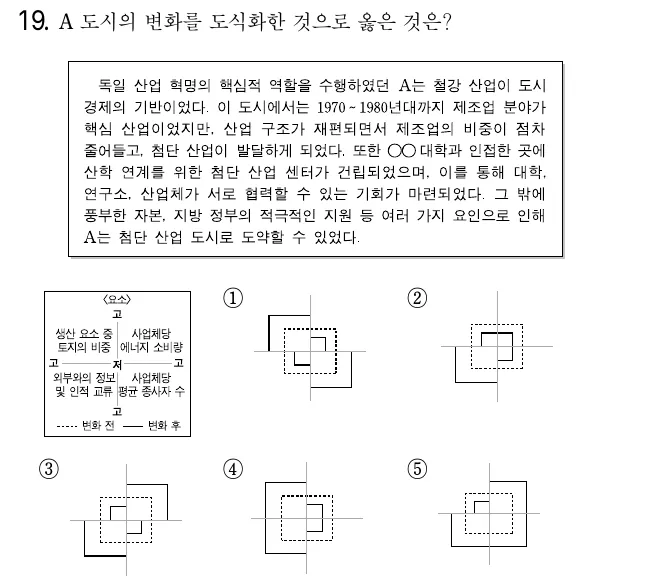 19. A 도시의 변화를 도식화한 것으로 옳은 것은?
독일 산업 혁명의 핵심적 역할을 수행하였던 A는 철강 산업이 도시
경제의 기반이었다. 이 도시에서는 1970~1980년대까지 제조업 분야가
핵심 산업이었지만, 산업 구조가 재편되면서 제조업의 비중이 점차
줄어들고, 첨단 산업이 발달하게 되었다. 또한 ○○ 대학과 인접한 곳에
산학 연계를 위한 첨단 산업 센터가 건립되었으며, 이를 통해 대학,
연구소, 산업체가 서로 협력할 수 있는 기회가 마련되었다. 그 밖에
풍부한 자본, 지방 정부의 적극적인 지원 등 여러 가지 요인으로 인해
A는 첨단 산업 도시로 도약할 수 있었다.
<요소>
고
생산 요소 중 사업체당
토지의 비중 에너지 소비량
고 저 고
외부와의 정보 사업체당
및 인적 교류 평균 종사자 수
고
변화 전 변화 후
① ②
③ ④ ⑤